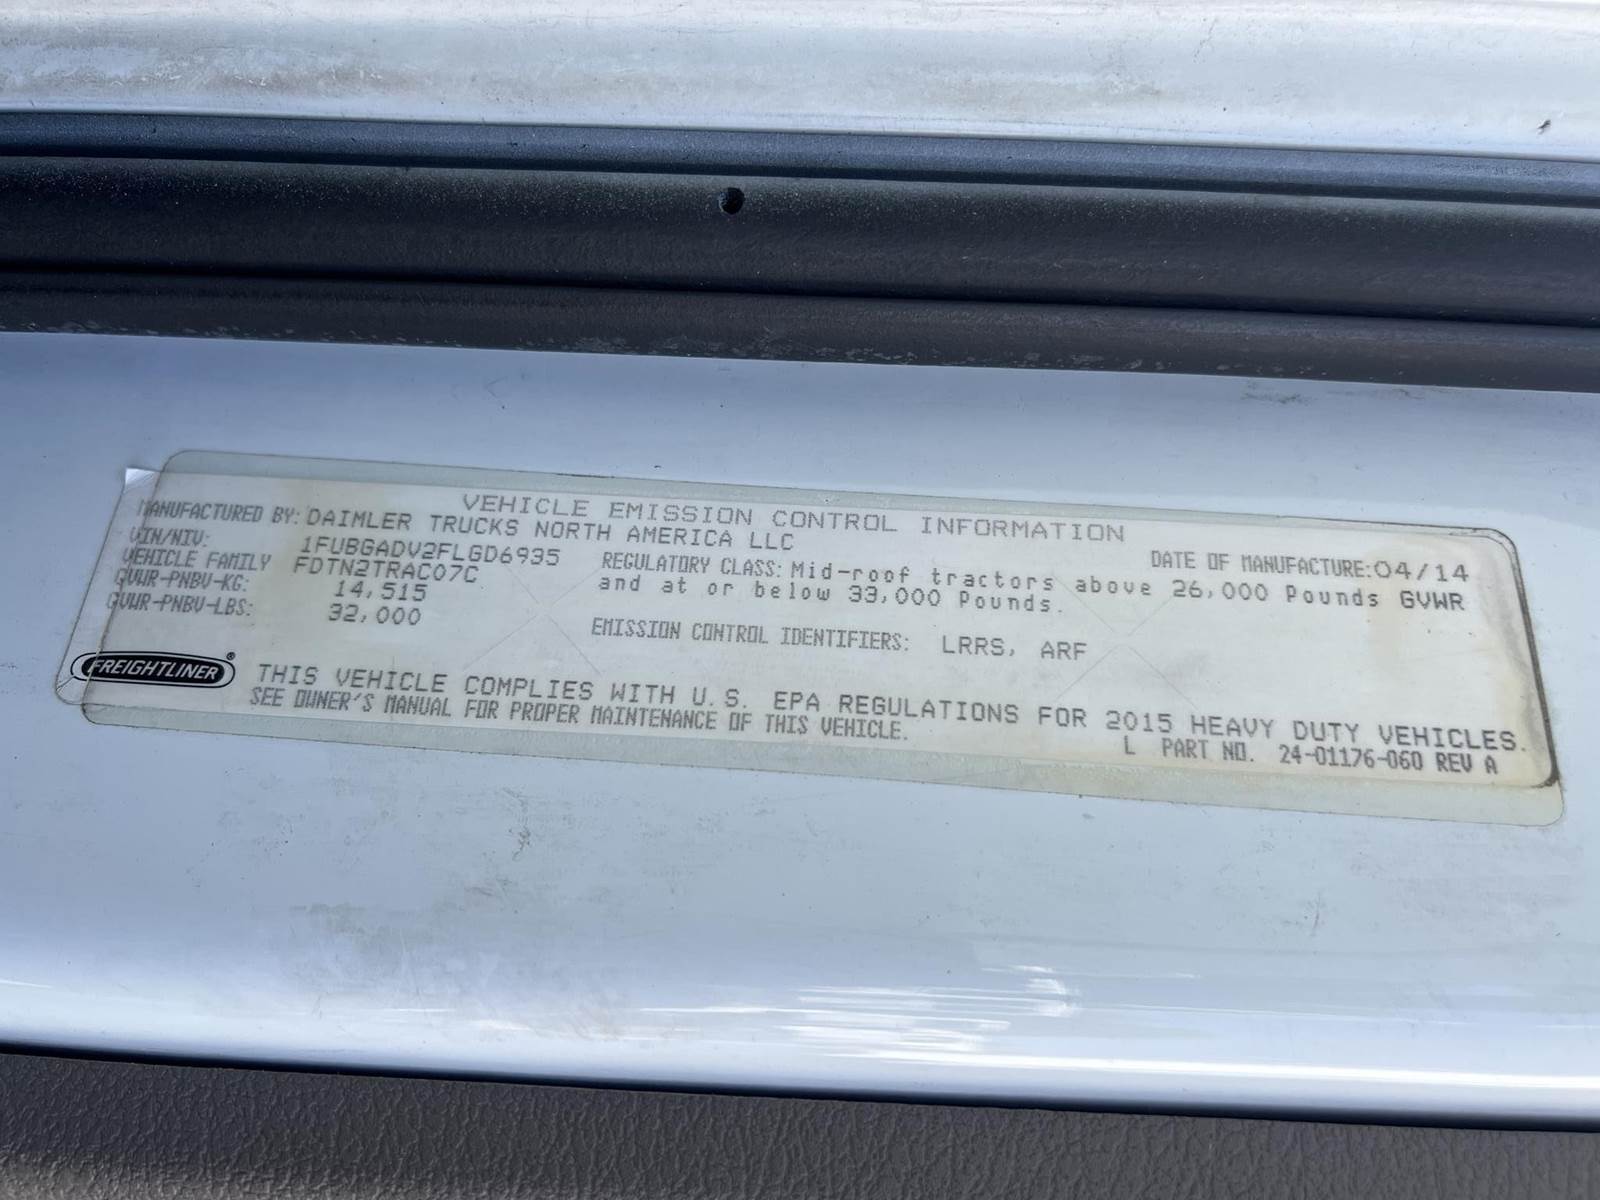 VEHICLE EMISSION CONTROL INFORMATION
MANUFACTURED BY: DAIMLER TRUCKS NORTH AMERICA LLC
DATE OF MANUFACTURE: 04/14
VIN/NIV: 1FUBGADV2FLGD6935
VEHICLE FAMILY FDTN2TRAC07C
GVWR-PNBV-KG: 14,515
GVWR-PNBV-LBS: 32,000
REGULATORY CLASS: Mid-roof tractors above 26,000 Pounds GVWR
and at or below 33,000 Pounds.
EMISSION CONTROL IDENTIFIERS: LRRS, ARF
FREIGHTLINER®
THIS VEHICLE COMPLIES WITH U.S. EPA REGULATIONS FOR 2015 HEAVY DUTY VEHICLES.
SEE OWNER'S MANUAL FOR PROPER MAINTENANCE OF THIS VEHICLE.
L PART NO. 24-01176-060 REV A